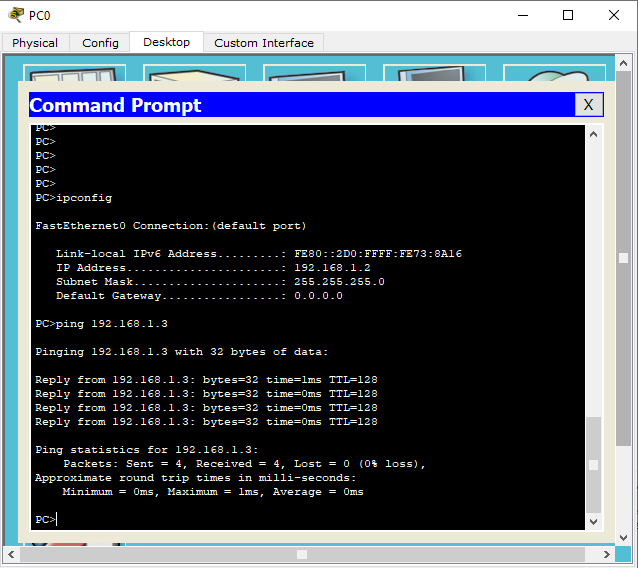 PC0
Physical Config Desktop Custom Interface
Command Prompt X
PC>
PC>
PC>
PC>
PC>
PC>ipconfig
FastEthernet0 Connection:(default port)
Link-local IPv6 Address.........: FE80::2D0:FFFF:FE73:8A16
IP Address......................: 192.168.1.2
Subnet Mask.....................: 255.255.255.0
Default Gateway.................: 0.0.0.0
PC>ping 192.168.1.3
Pinging 192.168.1.3 with 32 bytes of data:
Reply from 192.168.1.3: bytes=32 time=1ms TTL=128
Reply from 192.168.1.3: bytes=32 time=0ms TTL=128
Reply from 192.168.1.3: bytes=32 time=0ms TTL=128
Reply from 192.168.1.3: bytes=32 time=0ms TTL=128
Ping statistics for 192.168.1.3:
Packets: Sent = 4, Received = 4, Lost = 0 (0% loss),
Approximate round trip times in milli-seconds:
Minimum = 0ms, Maximum = 1ms, Average = 0ms
PC>